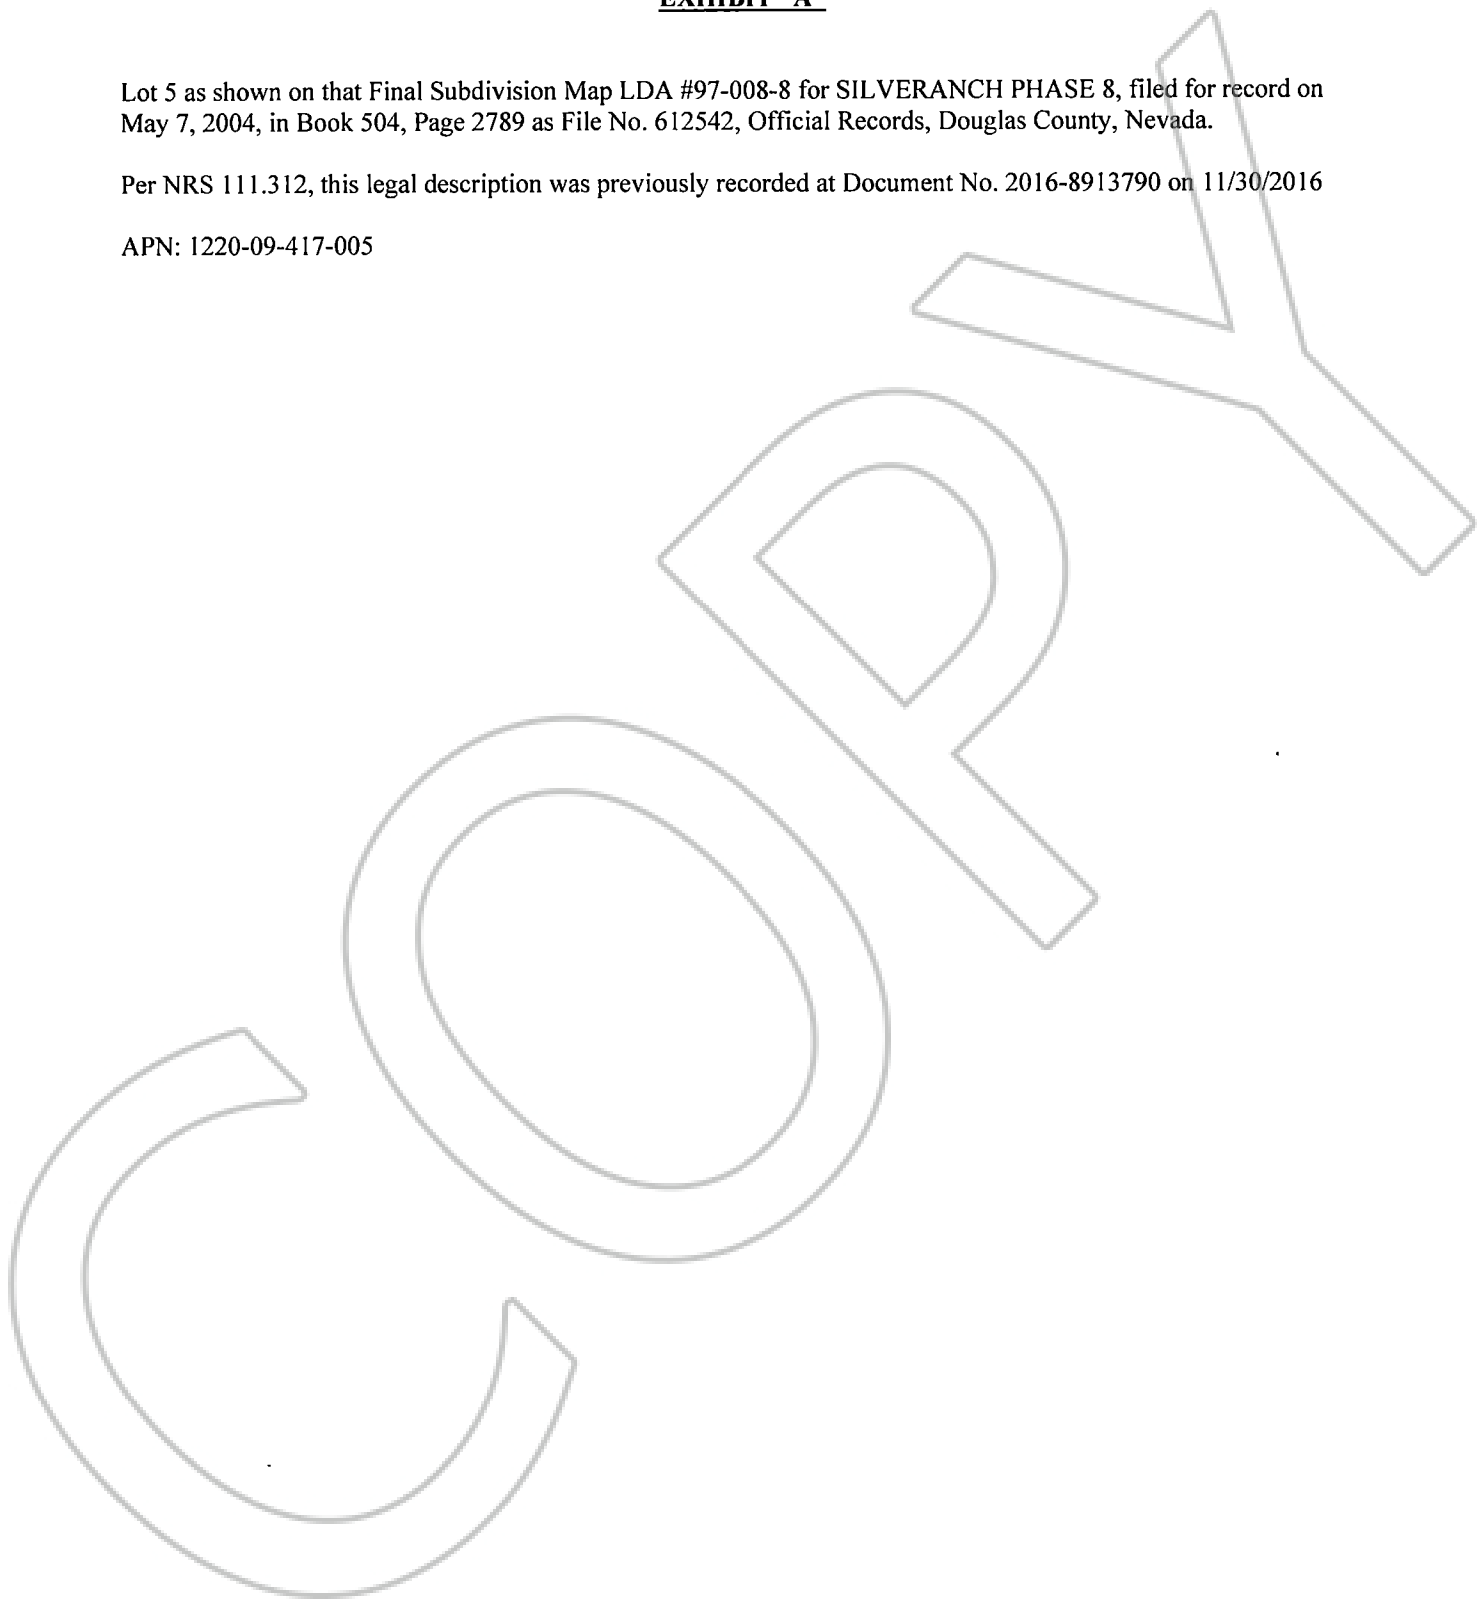 EXHIBIT "A"
Lot 5 as shown on that Final Subdivision Map LDA #97-008-8 for SILVERANCH PHASE 8, filed for record on
May 7, 2004, in Book 504, Page 2789 as File No. 612542, Official Records, Douglas County, Nevada.
Per NRS 111.312, this legal description was previously recorded at Document No. 2016-8913790 on 11/30/2016
APN: 1220-09-417-005
COPY